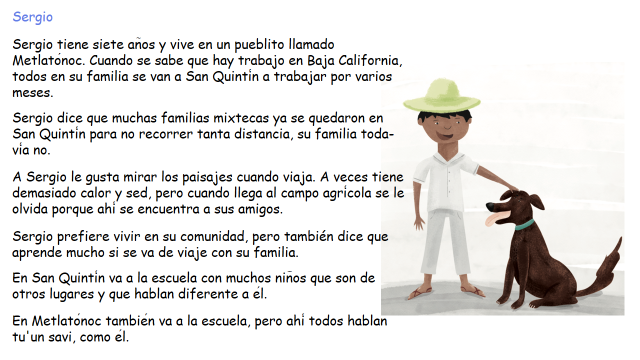 Sergio
Sergio tiene siete años y vive en un pueblito llamado
Metlatónoc. Cuando se sabe que hay trabajo en Baja California,
todos en su familia se van a San Quintín a trabajar por varios
meses.
Sergio dice que muchas familias mixtecas ya se quedaron en
San Quintín para no recorrer tanta distancia, su familia toda-
vía no.
A Sergio le gusta mirar los paisajes cuando viaja. A veces tiene
demasiado calor y sed, pero cuando llega al campo agrícola se le
olvida porque ahí se encuentra a sus amigos.
Sergio prefiere vivir en su comunidad, pero también dice que
aprende mucho si se va de viaje con su familia.
En San Quintín va a la escuela con muchos niños que son de
otros lugares y que hablan diferente a él.
En Metlatónoc también va a la escuela, pero ahí todos hablan
tu'un savi, como él.